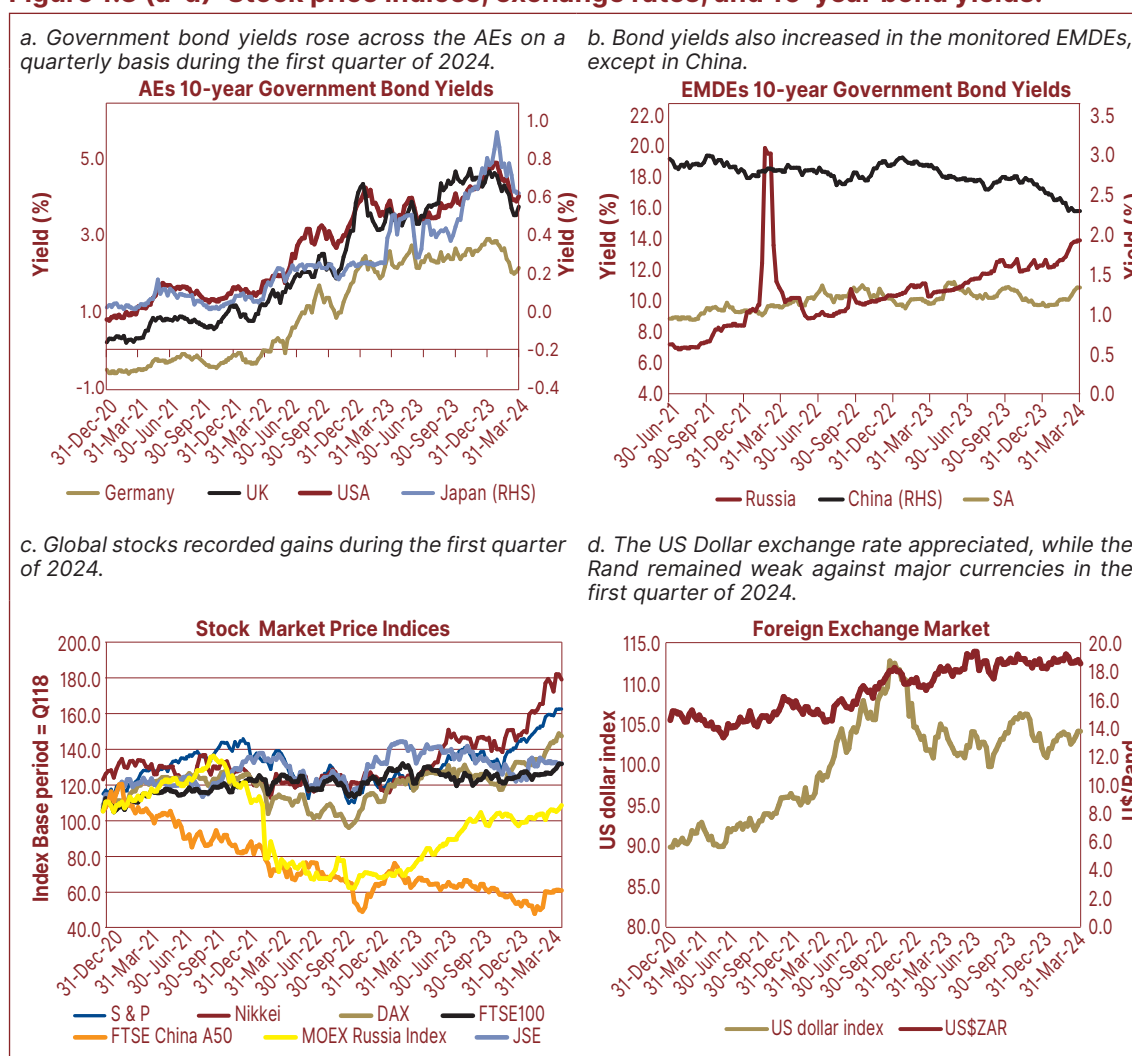 a. Government bond yields rose across the AEs on a
quarterly basis during the first quarter of 2024.
AEs 10-year Government Bond Yields
Yield (%)
5.0
3.0
1.0
-1.0
1.0
0.8
0.6
0.4
0.2
0.0
-0.2
-0.4
Yield (%)
31-Dec-20
31-Mar-21
30-Jun-21
30-Sep-21
31-Dec-21
31-Mar-22
30-Jun-22
30-Sep-22
31-Dec-22
31-Mar-23
30-Jun-23
30-Sep-23
31-Dec-23
31-Mar-24
Germany UK USA Japan (RHS)
b. Bond yields also increased in the monitored EMDEs,
except in China.
EMDEs 10-year Government Bond Yields
Yield (%)
22.0
20.0
18.0
16.0
14.0
12.0
10.0
8.0
6.0
4.0
3.5
3.0
2.5
2.0
1.5
1.0
0.5
0.0
Yield (%)
30-Jun-21
30-Sep-21
31-Dec-21
31-Mar-22
30-Jun-22
30-Sep-22
31-Dec-22
31-Mar-23
30-Jun-23
30-Sep-23
31-Dec-23
31-Mar-24
Russia China (RHS) SA
c. Global stocks recorded gains during the first quarter
of 2024.
Stock Market Price Indices
Index Base period = Q118
200.0
180.0
160.0
140.0
120.0
100.0
80.0
60.0
40.0
31-Dec-20
31-Mar-21
30-Jun-21
30-Sep-21
31-Dec-21
31-Mar-22
30-Jun-22
30-Sep-22
31-Dec-22
31-Mar-23
30-Jun-23
30-Sep-23
31-Dec-23
31-Mar-24
S & P Nikkei DAX FTSE100
FTSE China A50 MOEX Russia Index JSE
d. The US Dollar exchange rate appreciated, while the
Rand remained weak against major currencies in the
first quarter of 2024.
Foreign Exchange Market
US dollar index
115.0
110.0
105.0
100.0
95.0
90.0
85.0
80.0
20.0
18.0
16.0
14.0
12.0
10.0
8.0
6.0
4.0
2.0
0.0
U$/Rand
31-Dec-20
31-Mar-21
30-Jun-21
30-Sep-21
31-Dec-21
31-Mar-22
30-Jun-22
30-Sep-22
31-Dec-22
31-Mar-23
30-Jun-23
30-Sep-23
31-Dec-23
31-Mar-24
US dollar index US$ZAR